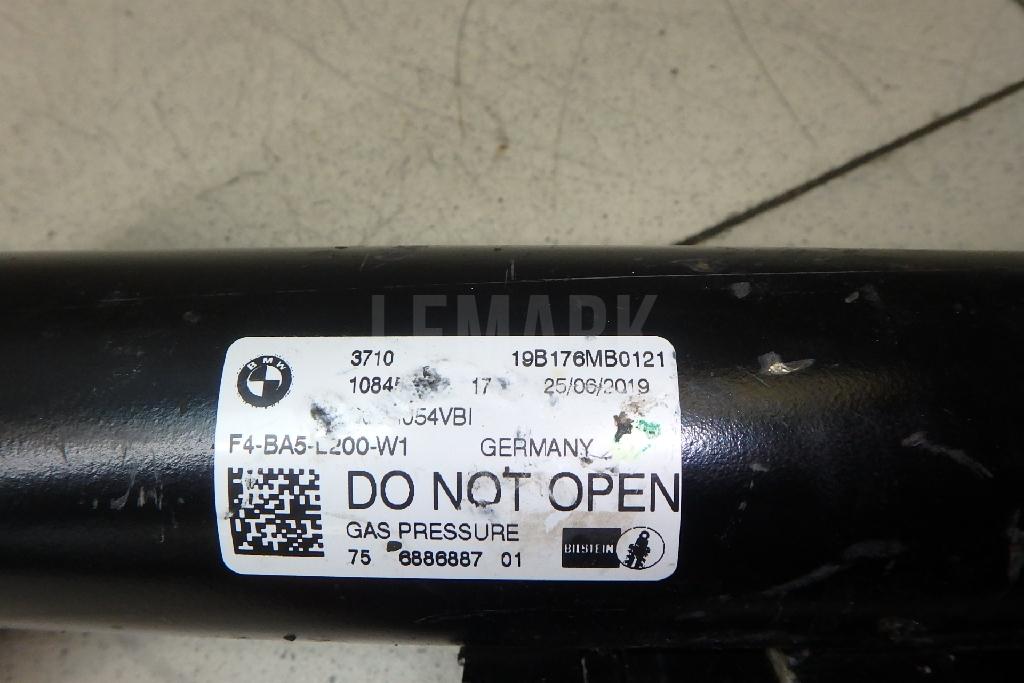 LEMARK
BMW
3710 19B176MB0121
17 25/06/2019
F4-BA5-L200-W1 GERMANY
DO NOT OPEN
GAS PRESSURE
BILSTEIN
75 6886887 01